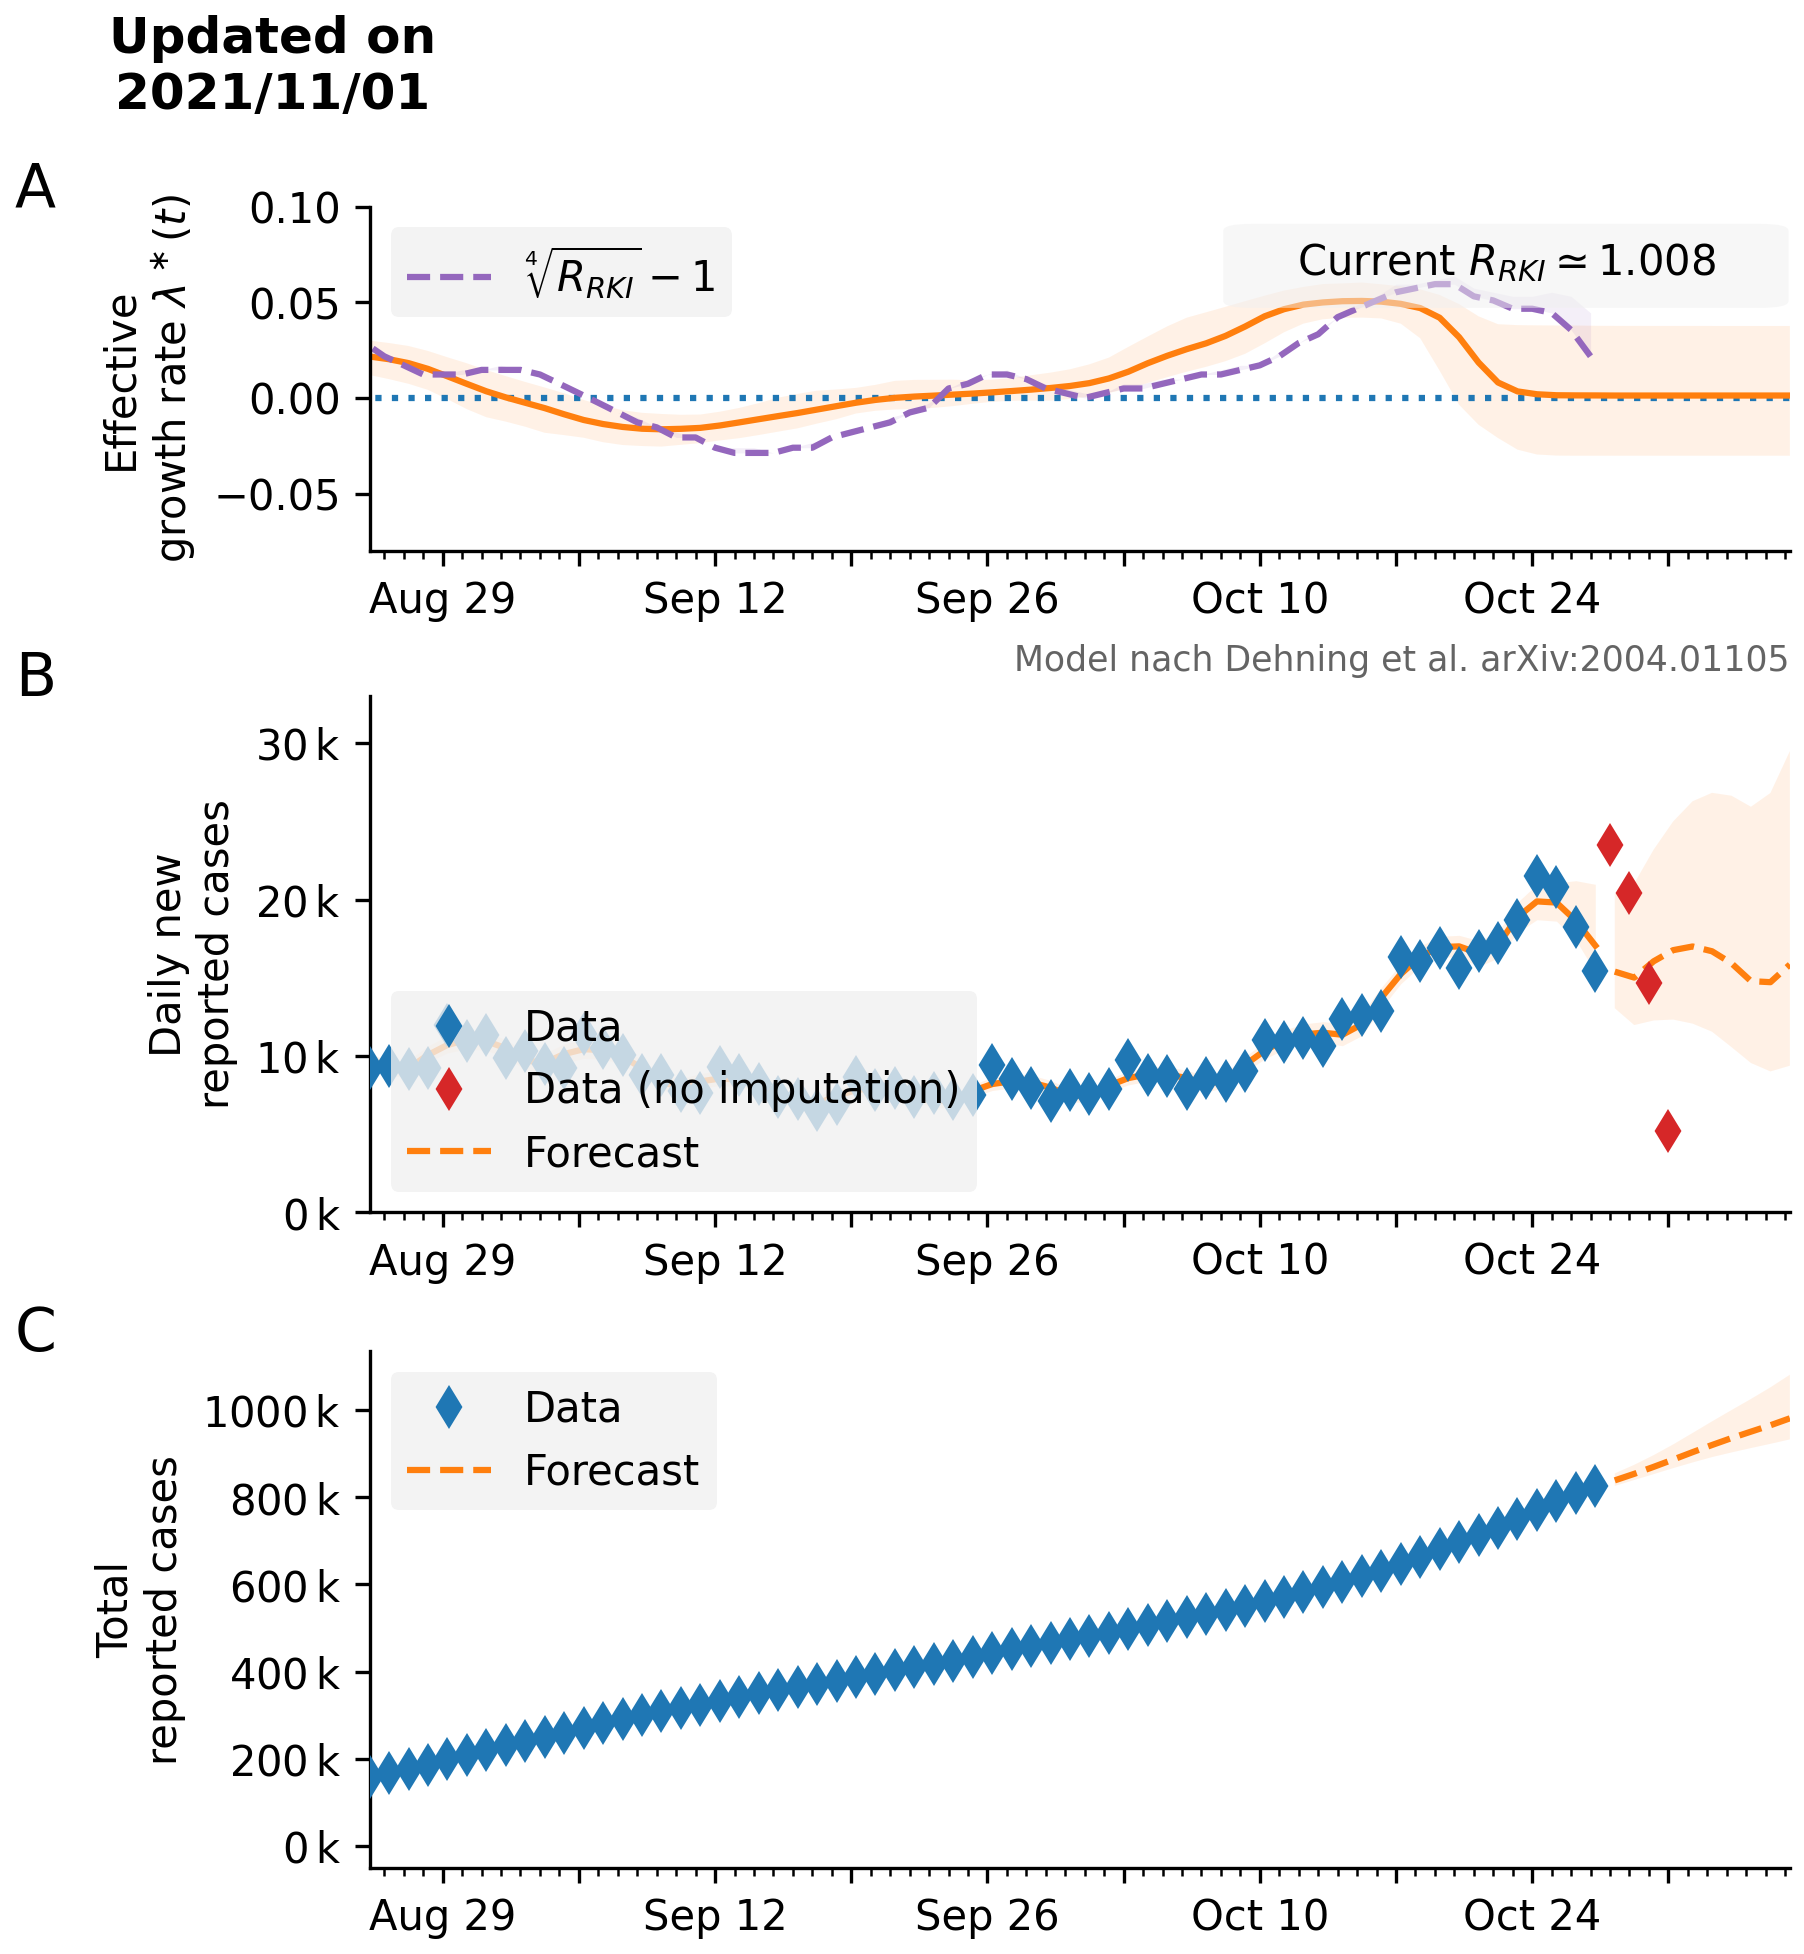 Updated on
2021/11/01
A
Effective
growth rate λ * (t)
0.10
0.05
0.00
−0.05
∜R_RKI − 1
Current R_RKI ≃ 1.008
Aug 29
Sep 12
Sep 26
Oct 10
Oct 24
Model nach Dehning et al. arXiv:2004.01105
B
Daily new
reported cases
30 k
20 k
10 k
0 k
Data
Data (no imputation)
Forecast
Aug 29
Sep 12
Sep 26
Oct 10
Oct 24
C
Total
reported cases
1000 k
800 k
600 k
400 k
200 k
0 k
Data
Forecast
Aug 29
Sep 12
Sep 26
Oct 10
Oct 24